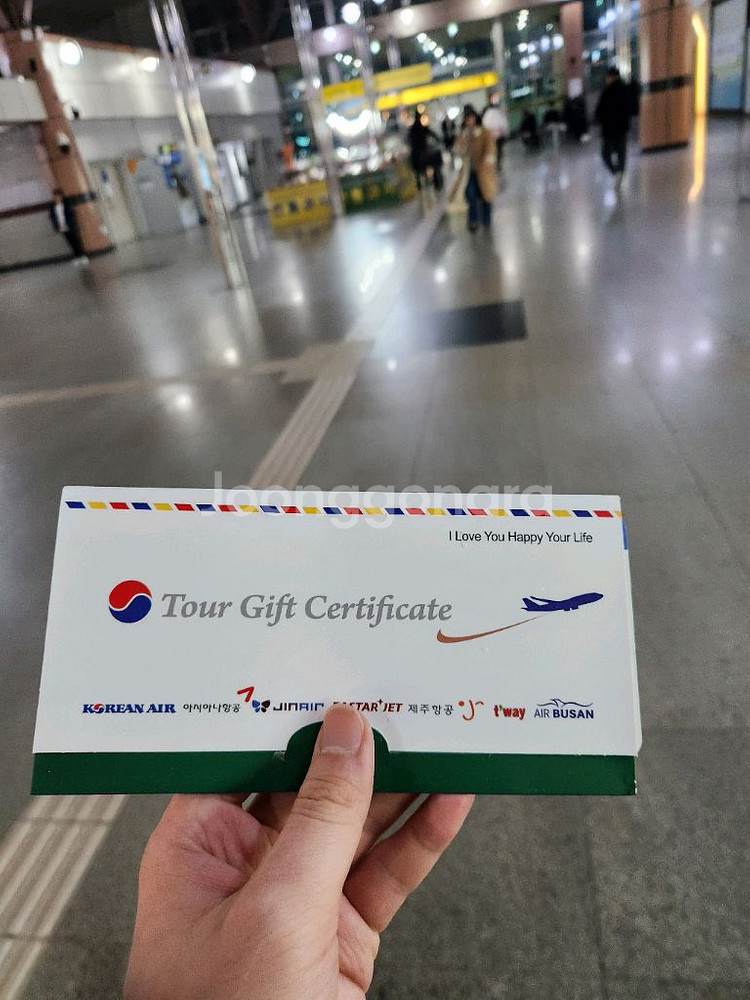 Joonggonara
I Love You Happy Your Life
Tour Gift Certificate
KOREAN AIR 아시아나항공 JINAIR EASTAR JET 제주항공 t'way AIR BUSAN